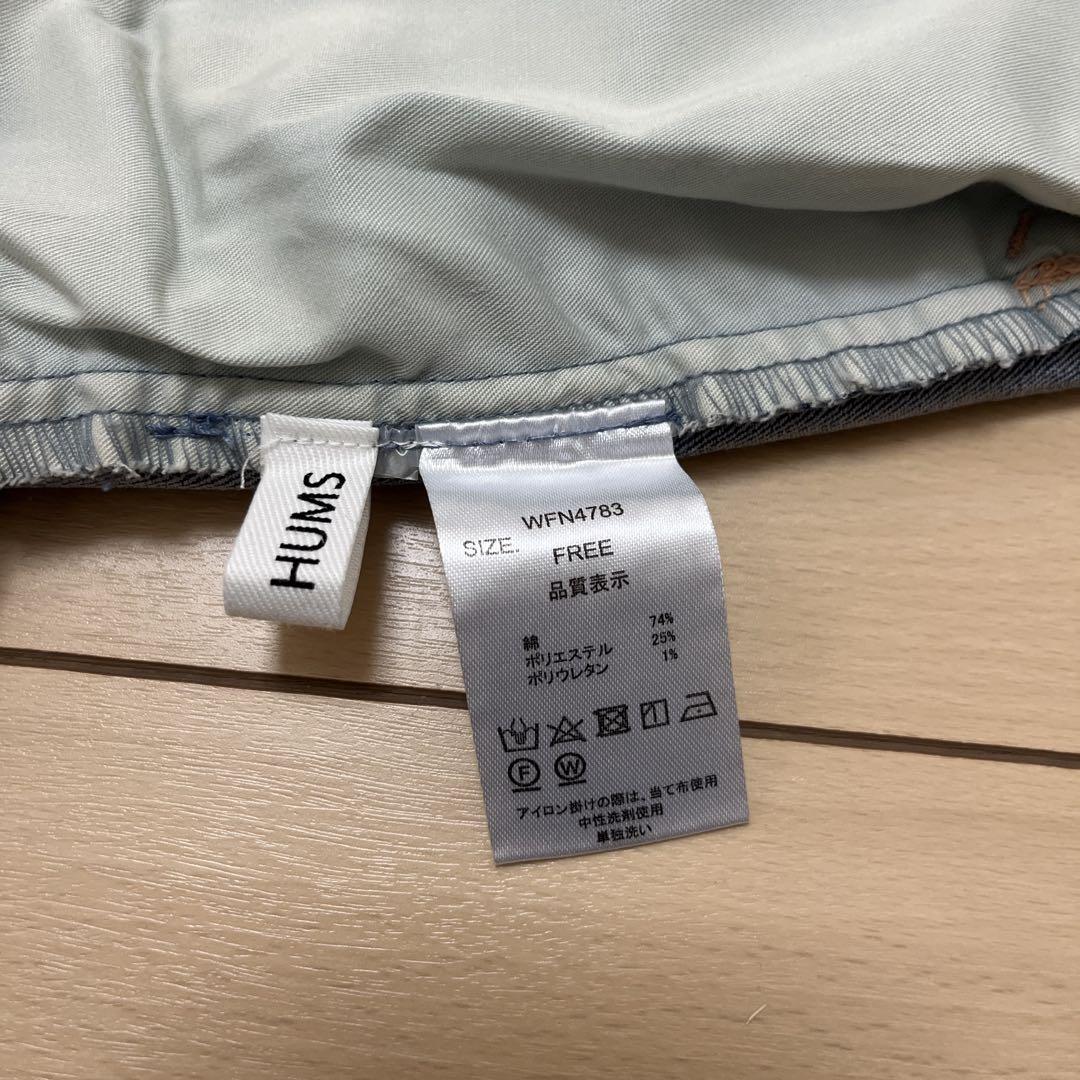 HUMS
WFN4783
SIZE. FREE
品質表示
綿 74%
ポリエステル 25%
ポリウレタン 1%
F W
アイロン掛けの際は、当て布使用
中性洗剤使用
単独洗い